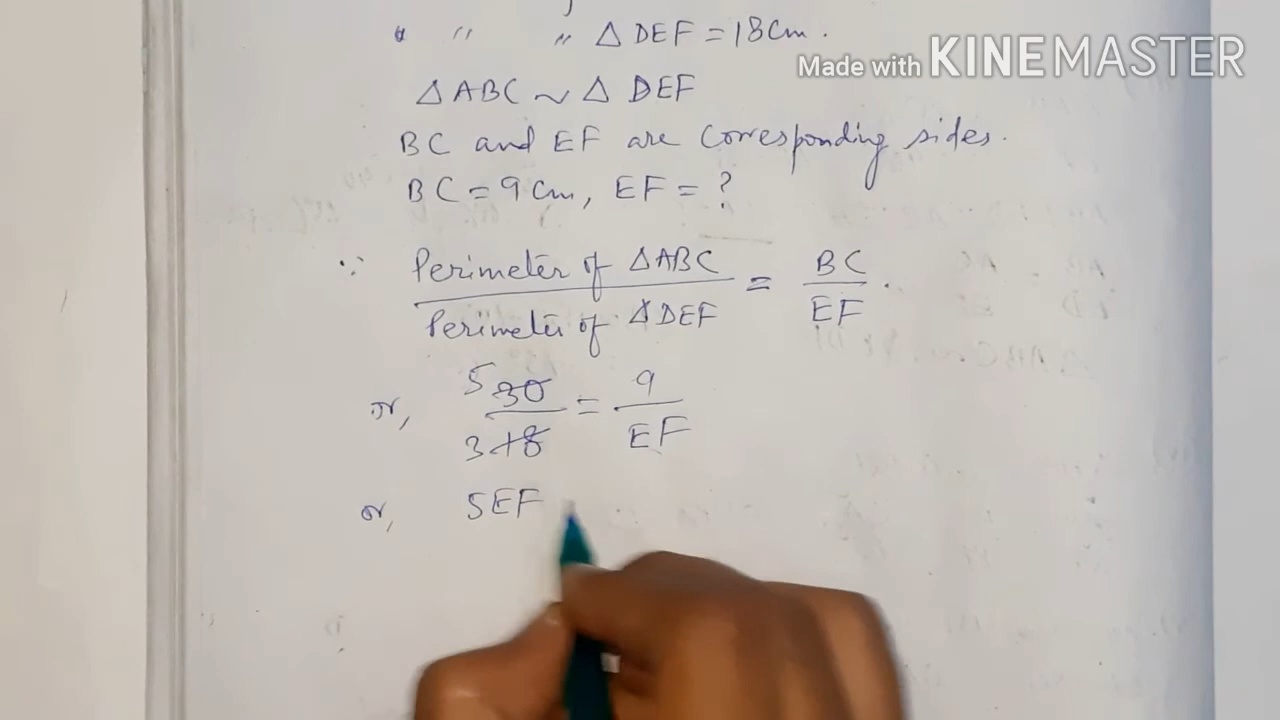 " " " Δ DEF = 18 cm.
Made with KINEMASTER
Δ ABC ~ Δ DEF
BC and EF are corresponding sides.
BC = 9 cm, EF = ?
∵ Perimeter of ΔABC / Perimeter of ΔDEF = BC / EF.
or, 5 30 / 3 18 = 9 / EF
or, 5EF